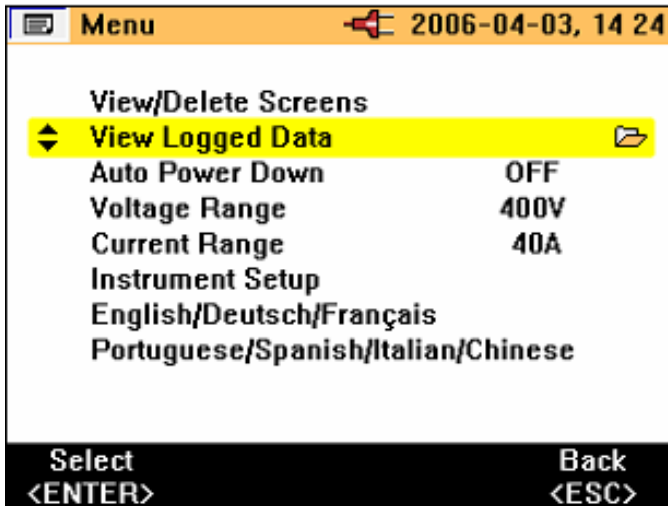 Menu 2006-04-03, 14 24
View/Delete Screens
View Logged Data
Auto Power Down OFF
Voltage Range 400V
Current Range 40A
Instrument Setup
English/Deutsch/Français
Portuguese/Spanish/Italian/Chinese
Select Back
<ENTER> <ESC>